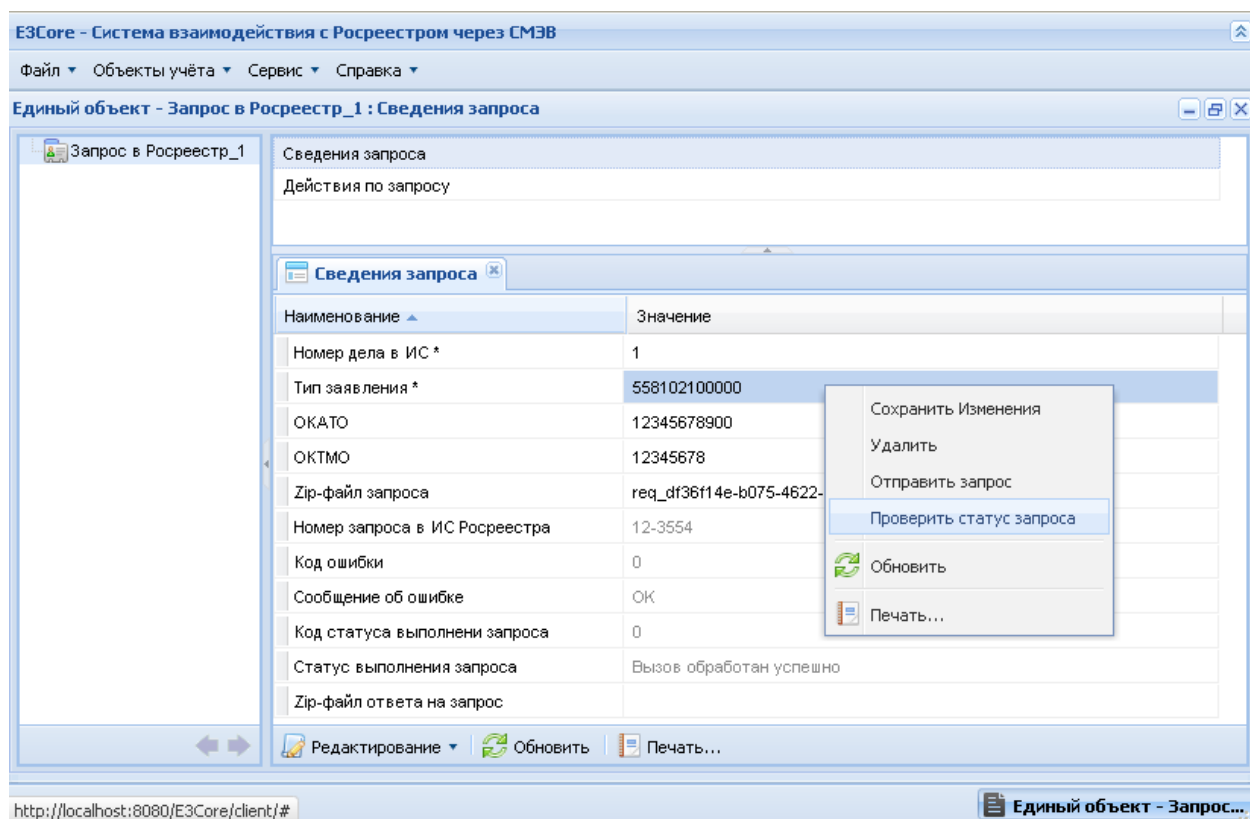 E3Core - Система взаимодействия с Росреестром через СМЭВ
Файл Объекты учёта Сервис Справка
Единый объект - Запрос в Росреестр_1 : Сведения запроса
Запрос в Росреестр_1
Сведения запроса
Действия по запросу
Сведения запроса
Наименование Значение
Номер дела в ИС * 1
Тип заявления * 558102100000
ОКАТО 12345678900
ОКТМО 12345678
Zip-файл запроса req_df36f14e-b075-4622-
Номер запроса в ИС Росреестра 12-3554
Код ошибки 0
Сообщение об ошибке OK
Код статуса выполнени запроса 0
Статус выполнения запроса Вызов обработан успешно
Zip-файл ответа на запрос
Сохранить Изменения
Удалить
Отправить запрос
Проверить статус запроса
Обновить
Печать...
Редактирование Обновить Печать...
http://localhost:8080/E3Core/client/# Единый объект - Запрос...